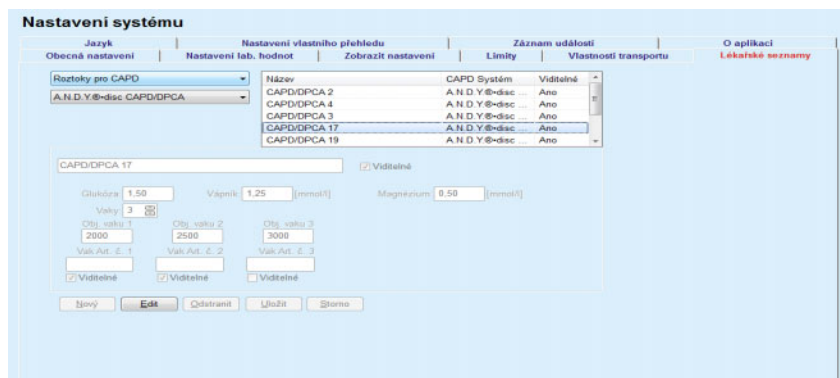 Nastavení systému
Jazyk Nastavení vlastního přehledu Záznam událostí O aplikaci
Obecná nastavení Nastavení lab. hodnot Zobrazit nastavení Limity Vlastnosti transportu Lékařské seznamy
Roztoky pro CAPD
A.N.D.Y.®•disc CAPD/DPCA
Název CAPD Systém Viditelné
CAPD/DPCA 2 A.N.D.Y.®•disc ... Ano
CAPD/DPCA 4 A.N.D.Y.®•disc ... Ano
CAPD/DPCA 3 A.N.D.Y.®•disc ... Ano
CAPD/DPCA 17 A.N.D.Y.®•disc ... Ano
CAPD/DPCA 19 A.N.D.Y.®•disc ... Ano
CAPD/DPCA 17 Viditelné
Glukóza 1,50 Vápník 1,25 [mmol/l] Magnézium 0,50 [mmol/l]
Vaky 3
Obj. vaku 1 Obj. vaku 2 Obj. vaku 3
2000 2500 3000
Vak Art. č. 1 Vak Art. č. 2 Vak Art. č. 3
Viditelné Viditelné Viditelné
Nový Edit Odstranit Uložit Storno